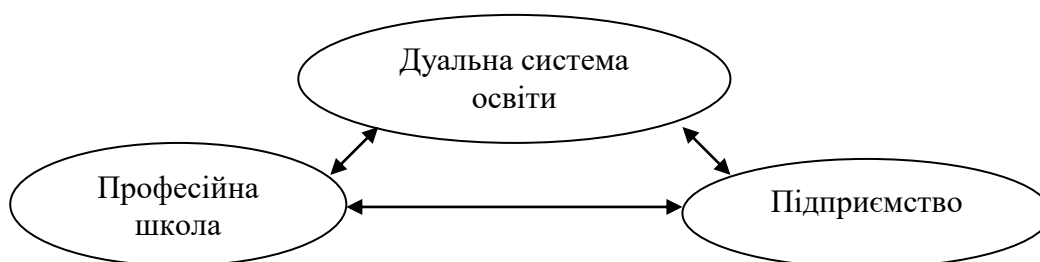 Дуальна система
освіти
Професійна
школа
Підприємство